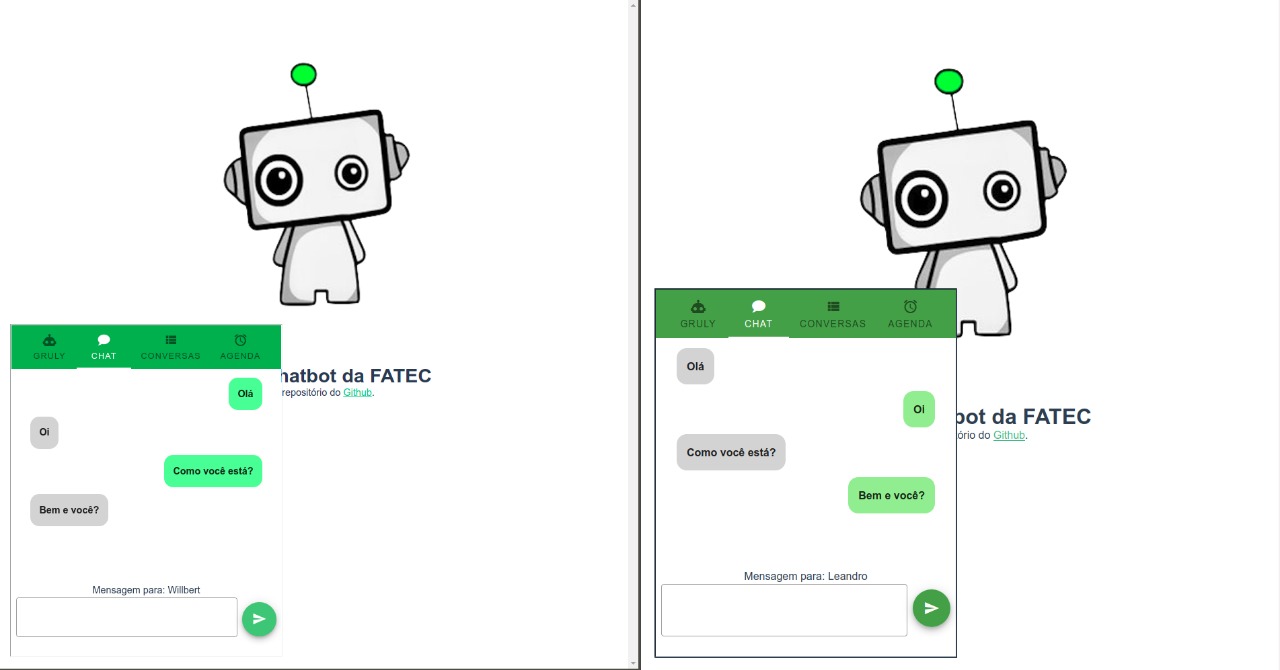 GRULY CHAT CONVERSAS AGENDA
Olá
Oi
Como você está?
Bem e você?
hatbot da FATEC
repositório do Github.
Mensagem para: Willbert
GRULY CHAT CONVERSAS AGENDA
Olá
Oi
Como você está?
Bem e você?
bot da FATEC
tório do Github.
Mensagem para: Leandro